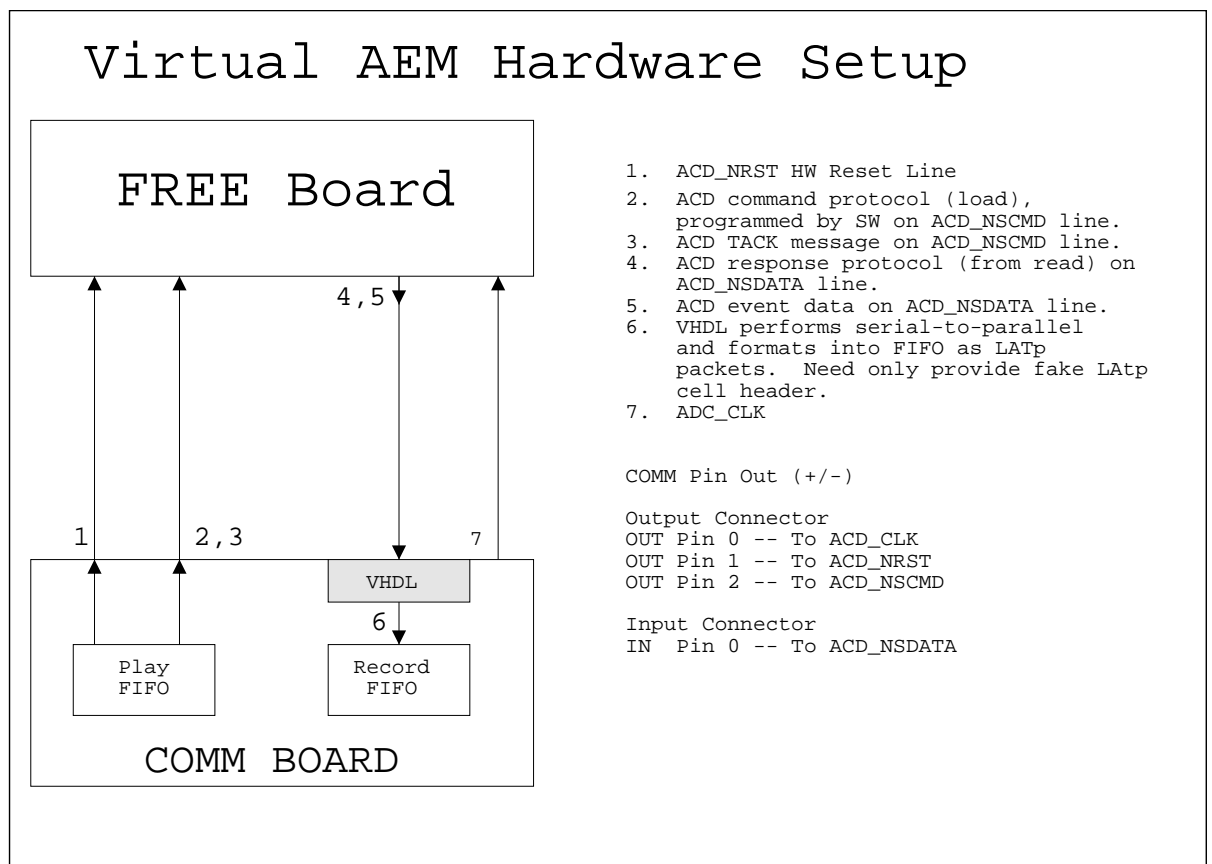 Virtual AEM Hardware Setup
FREE Board
4,5
1
2,3
7
VHDL
6
Play
FIFO
Record
FIFO
COMM BOARD
1. ACD_NRST HW Reset Line
2. ACD command protocol (load),
programmed by SW on ACD_NSCMD line.
3. ACD TACK message on ACD_NSCMD line.
4. ACD response protocol (from read) on
ACD_NSDATA line.
5. ACD event data on ACD_NSDATA line.
6. VHDL performs serial-to-parallel
and formats into FIFO as LATp
packets. Need only provide fake LAtp
cell header.
7. ADC_CLK
COMM Pin Out (+/-)
Output Connector
OUT Pin 0 -- To ACD_CLK
OUT Pin 1 -- To ACD_NRST
OUT Pin 2 -- To ACD_NSCMD
Input Connector
IN Pin 0 -- To ACD_NSDATA